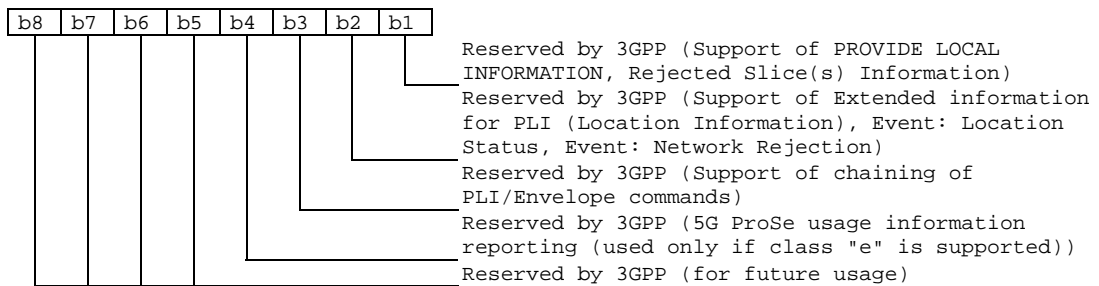 b8 b7 b6 b5 b4 b3 b2 b1
Reserved by 3GPP (Support of PROVIDE LOCAL
INFORMATION, Rejected Slice(s) Information)
Reserved by 3GPP (Support of Extended information
for PLI (Location Information), Event: Location
Status, Event: Network Rejection)
Reserved by 3GPP (Support of chaining of
PLI/Envelope commands)
Reserved by 3GPP (5G ProSe usage information
reporting (used only if class "e" is supported))
Reserved by 3GPP (for future usage)